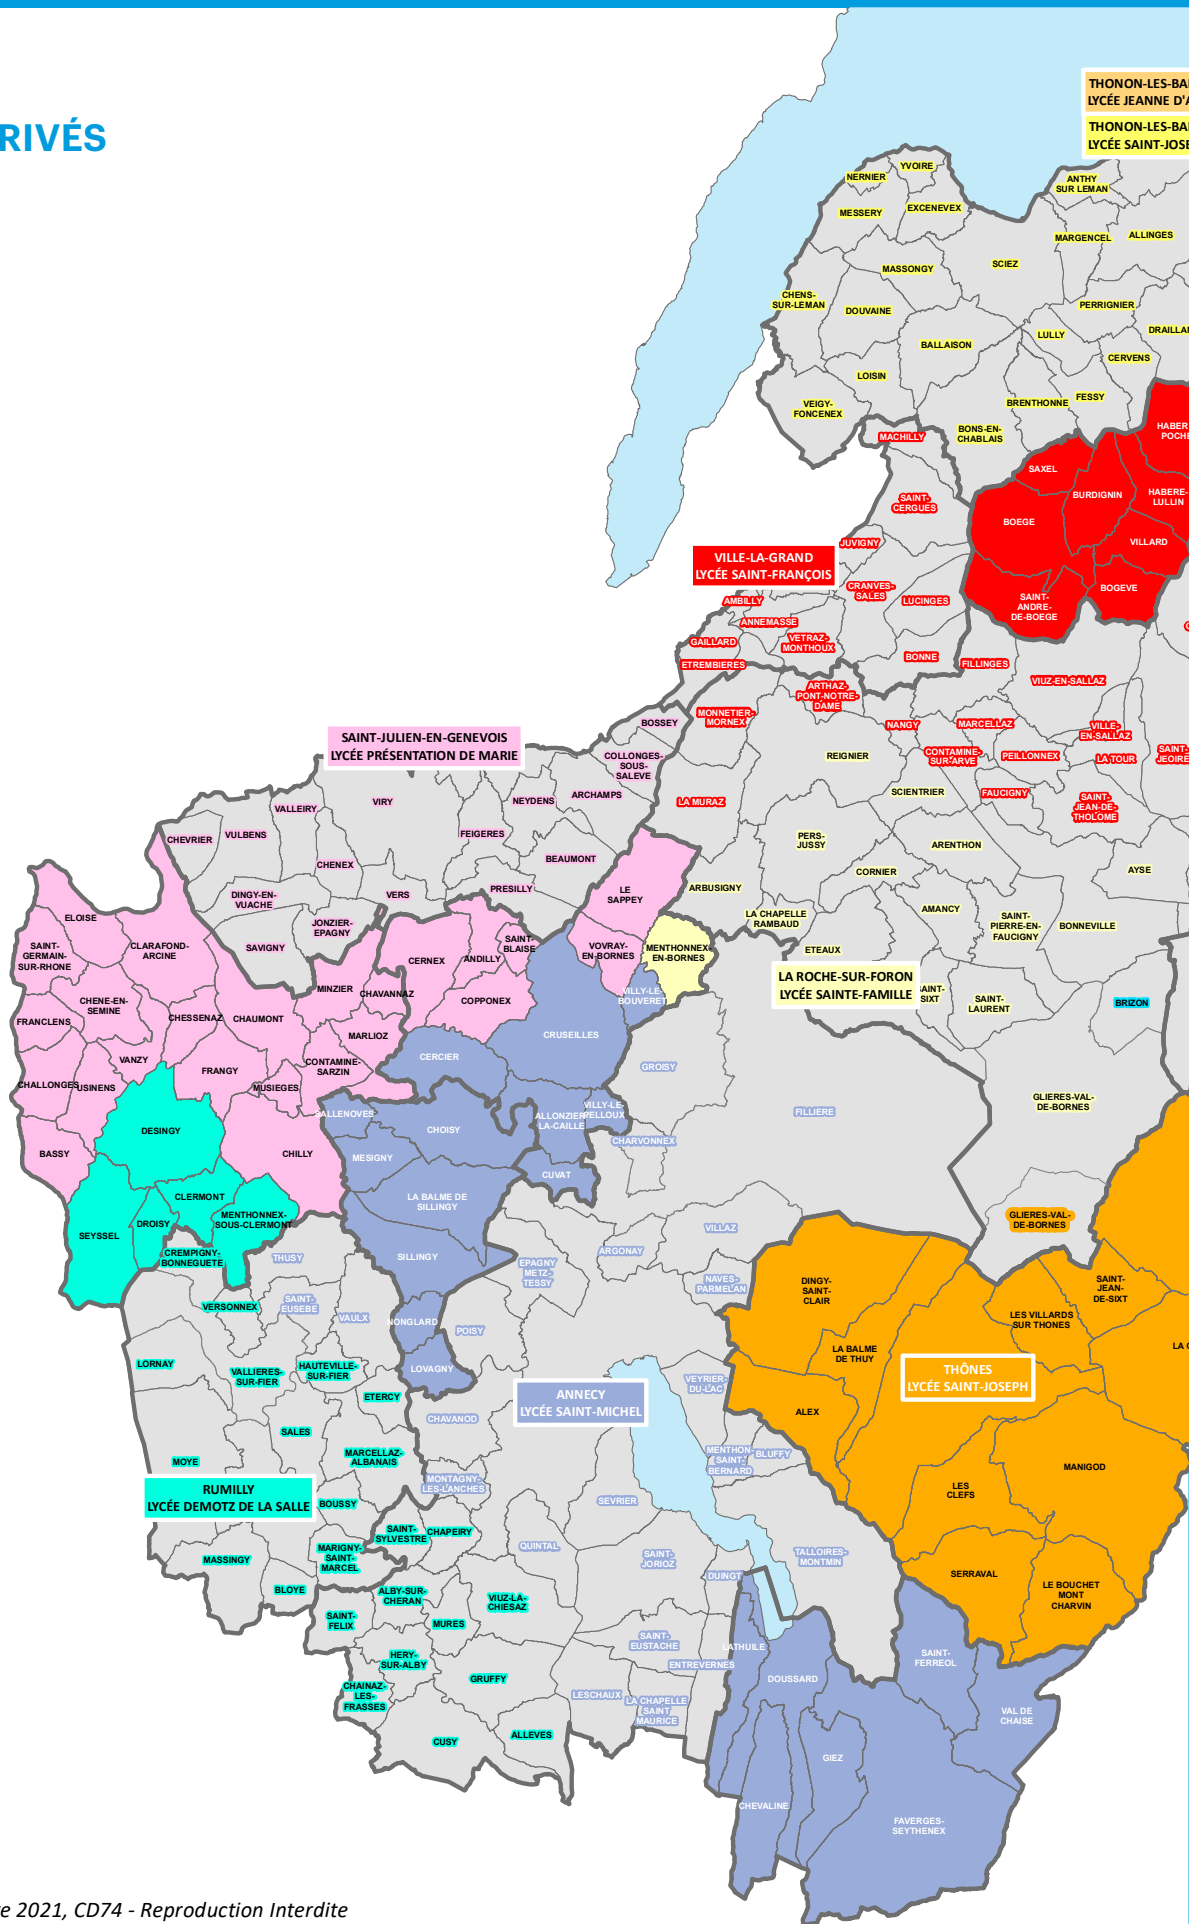 RIVÉS
THONON-LES-BA
LYCÉE JEANNE D'A
THONON-LES-BA
LYCÉE SAINT-JOSE
YVOIRE
NERNIER
ANTHY
SUR LEMAN
MESSERY
EXCENEVEX
MARGENCEL
ALLINGES
MASSONGY
SCIEZ
CHENS-
SUR-LEMAN
DOUVAINE
PERRIGNIER
LULLY
DRAILLA
BALLAISON
CERVENS
LOISIN
VEIGY-
FONCENEX
BRENTHONNE
FESSY
BONS-EN-
CHABLAIS
HABER
POCHE
MACHILLY
SAXEL
BURDIGNIN
HABERE-
LULLIN
SAINT-
CERGUES
BOEGE
VILLARD
JUVIGNY
VILLE-LA-GRAND
LYCÉE SAINT-FRANÇOIS
CRANVES-
SALES
LUCINGES
SAINT-
ANDRE-
DE-BOEGE
BOGEVE
AMBILLY
ANNEMASSE
GAILLARD
VETRAZ-
MONTHOUX
ETREMBIERES
BONNE
FILLINGES
VIUZ-EN-SALLAZ
ARTHAZ-
PONT-NOTRE-
DAME
MONNETIER-
MORNEX
NANGY
MARCELLAZ
VILLE-
EN-SALLAZ
BOSSEY
SAINT-JULIEN-EN-GENEVOIS
LYCÉE PRÉSENTATION DE MARIE
COLLONGES-
SOUS-
SALEVE
REIGNIER
CONTAMINE-
SUR-ARVE
PEILLONNEX
LA TOUR
SAINT-
JEOIRE
SCIENTRIER
FAUCIGNY
SAINT-
JEAN-DE-
THOLOME
ARCHAMPS
NEYDENS
VIRY
VALLEIRY
LA MURAZ
CHEVRIER
VULBENS
FEIGERES
PERS-
JUSSY
ARENTHON
CHENEX
BEAUMONT
AYSE
CORNIER
DINGY-EN-
VUACHE
VERS
PRESILLY
LE
SAPPEY
ARBUSIGNY
AMANCY
LA CHAPELLE
RAMBAUD
SAINT-
PIERRE-EN-
FAUCIGNY
BONNEVILLE
ELOISE
JONZIER-
EPAGNY
SAVIGNY
CLARAFOND-
ARCINE
SAINT-
GERMAIN-
SUR-RHONE
CERNEX
ANDILLY
SAINT-
BLAISE
VOVRAY-
EN-BORNES
MENTHONNEX-
EN-BORNES
ETEAUX
LA ROCHE-SUR-FORON
LYCÉE SAINTE-FAMILLE
AINT-
SIXT
SAINT-
LAURENT
BRIZON
MINZIER
CHAVANNAZ
COPPONEX
VILLY-LE-
BOUVERET
CHENE-EN-
SEMINE
CHESSENAZ
CHAUMONT
FRANCLENS
MARLIOZ
CRUSEILLES
VANZY
CONTAMINE-
SARZIN
CERCIER
GROISY
FRANGY
CHALLONGES
USINENS
MUSIEGES
GLIERES-VAL-
DE-BORNES
FILLIERE
SALLENOVES
CHOISY
ALLONZIER-
LA-CAILLE
VILLY-LE-
PELLOUX
DESINGY
CHARVONNEX
BASSY
CHILLY
MESIGNY
CUVAT
CLERMONT
LA BALME DE
SILLINGY
MENTHONNEX-
SOUS-CLERMONT
DROISY
SEYSSEL
GLIERES-VAL-
DE-BORNES
VILLAZ
CREMPIGNY-
BONNEGUETE
THUSY
SILLINGY
EPAGNY
METZ-
TESSY
ARGONAY
NAVES-
PARMELAN
DINGY-
SAINT-
CLAIR
SAINT-
JEAN-
DE-SIXT
VERSONNEX
SAINT-
EUSEBE
VAULX
NONGLARD
POISY
LES VILLARDS
SUR THONES
LA BALME
DE THUY
LA C
LORNAY
VALLIERES-
SUR-FIER
HAUTEVILLE-
SUR-FIER
LOVAGNY
THÔNES
LYCÉE SAINT-JOSEPH
VEYRIER-
DU-LAC
ETERCY
ANNECY
LYCÉE SAINT-MICHEL
CHAVANOD
ALEX
SALES
MARCELLAZ-
ALBANAIS
MENTHON-
SAINT-
BERNARD
BLUFFY
MOYE
MANIGOD
MONTAGNY-
LES-LANCHES
LES
CLEFS
RUMILLY
LYCÉE DEMOTZ DE LA SALLE
BOUSSY
SEVRIER
SAINT-
SYLVESTRE
CHAPEIRY
QUINTAL
SAINT-
JORIOZ
TALLOIRES-
MONTMIN
MASSINGY
MARIGNY-
SAINT-
MARCEL
DUINGT
SERRAVAL
BLOYE
ALBY-SUR-
CHERAN
VIUZ-LA-
CHIESAZ
LE BOUCHET
MONT
CHARVIN
SAINT-
FELIX
MURES
SAINT-
EUSTACHE
LATHUILE
SAINT-
FERREOL
HERY-
SUR-ALBY
ENTREVERNES
GRUFFY
DOUSSARD
CHAINAZ-
LES-
FRASSES
LESCHAUX
LA CHAPELLE
SAINT
MAURICE
VAL DE
CHAISE
CUSY
ALLEVES
GIEZ
CHEVALINE
FAVERGES-
SEYTHENEX
e 2021, CD74 - Reproduction Interdite